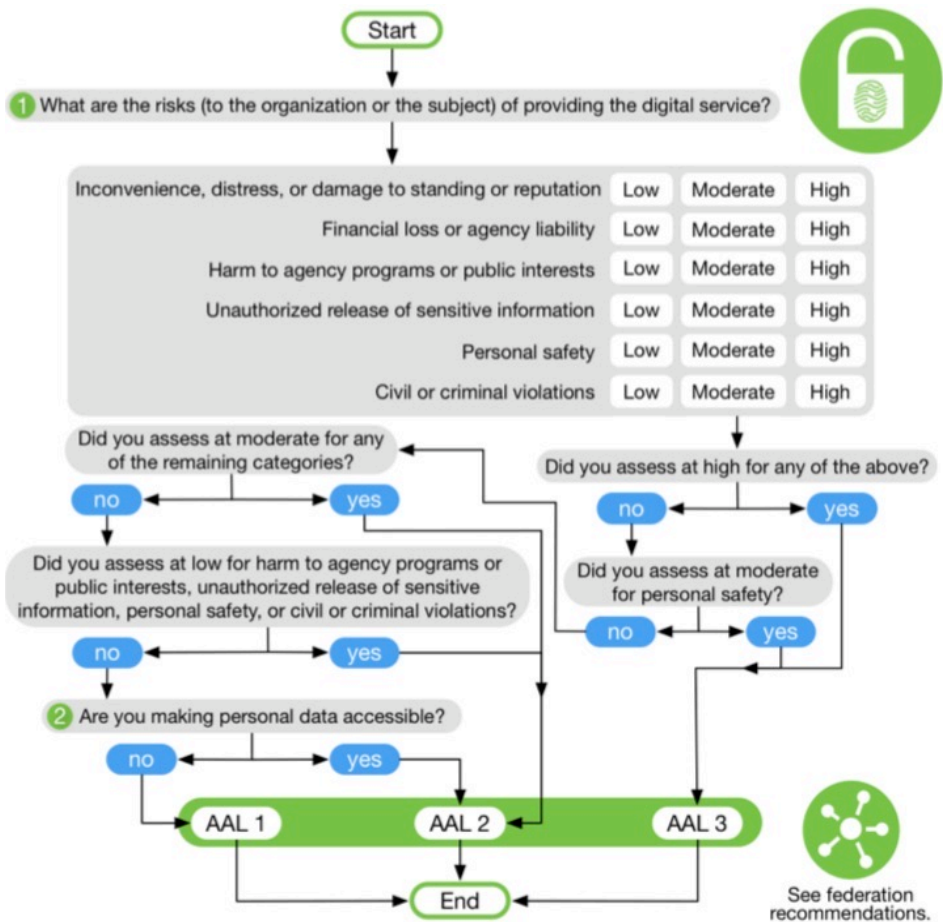 Start
1 What are the risks (to the organization or the subject) of providing the digital service?
Inconvenience, distress, or damage to standing or reputation Low Moderate High
Financial loss or agency liability Low Moderate High
Harm to agency programs or public interests Low Moderate High
Unauthorized release of sensitive information Low Moderate High
Personal safety Low Moderate High
Civil or criminal violations Low Moderate High
Did you assess at high for any of the above?
no yes
Did you assess at moderate
for personal safety?
no yes
Did you assess at moderate for any
of the remaining categories?
no yes
Did you assess at low for harm to agency programs or
public interests, unauthorized release of sensitive
information, personal safety, or civil or criminal violations?
no yes
2 Are you making personal data accessible?
no yes
AAL 1 AAL 2 AAL 3
End
See federation
recommendations.